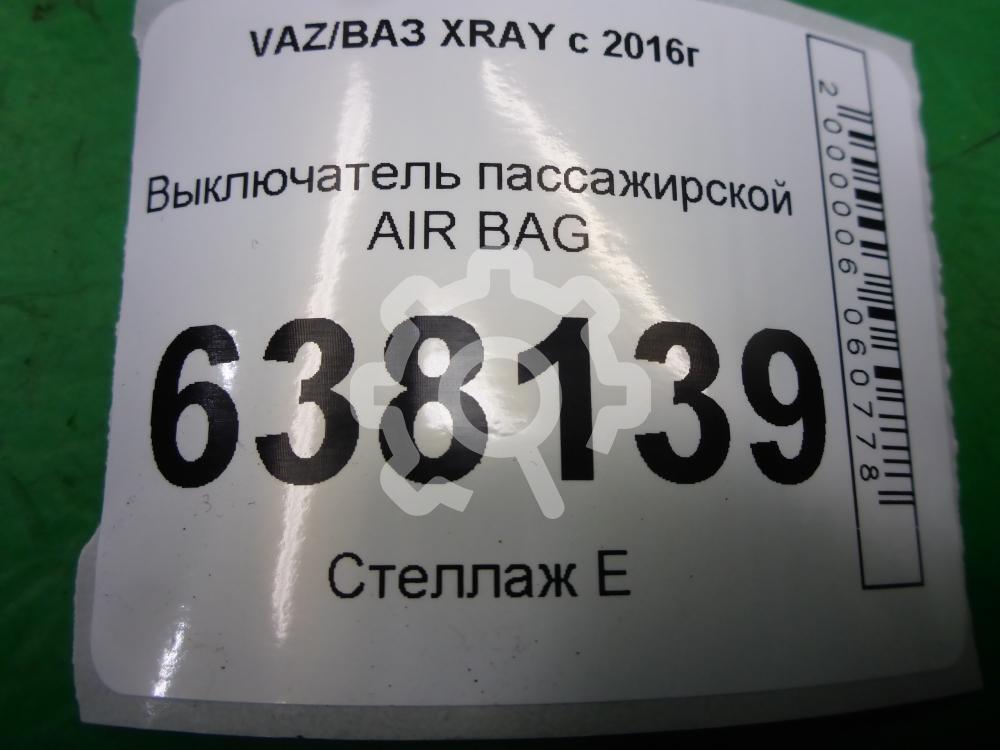 VAZ/ВАЗ XRAY с 2016г
Выключатель пассажирской
AIR BAG
638139
Стеллаж Е
2000006060778